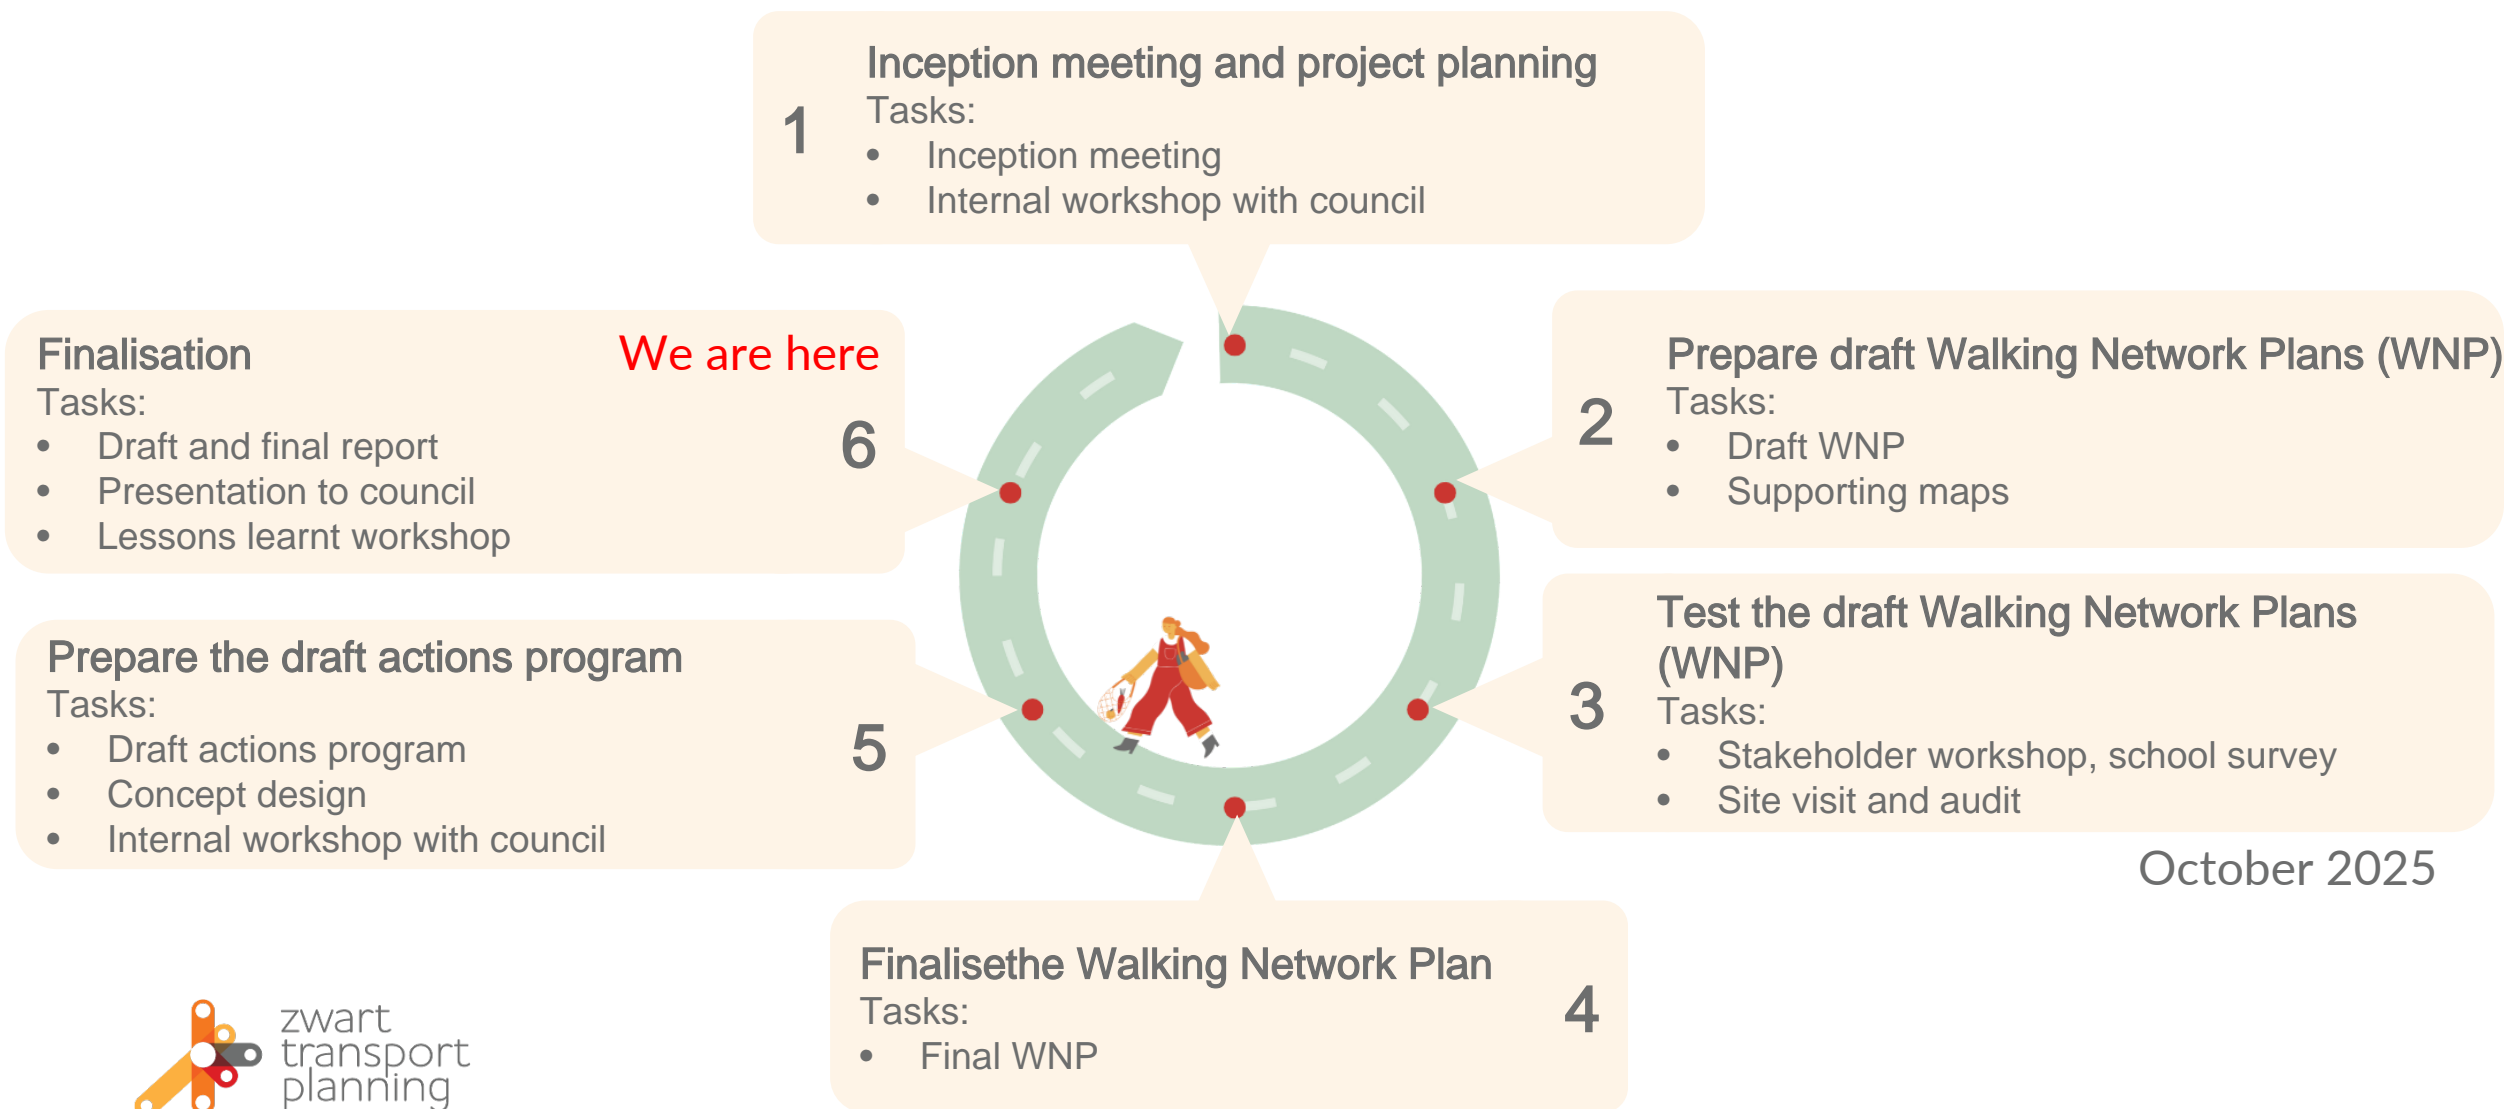 Inception meeting and project planning
Tasks:
1
• Inception meeting
• Internal workshop with council
Prepare draft Walking Network Plans (WNP)
Tasks:
2
• Draft WNP
• Supporting maps
Test the draft Walking Network Plans
(WNP)
3
Tasks:
• Stakeholder workshop, school survey
• Site visit and audit
October 2025
Finalisethe Walking Network Plan
4
Tasks:
• Final WNP
Prepare the draft actions program
Tasks:
5
• Draft actions program
• Concept design
• Internal workshop with council
Finalisation
We are here
Tasks:
6
• Draft and final report
• Presentation to council
• Lessons learnt workshop
zwart
transport
planning